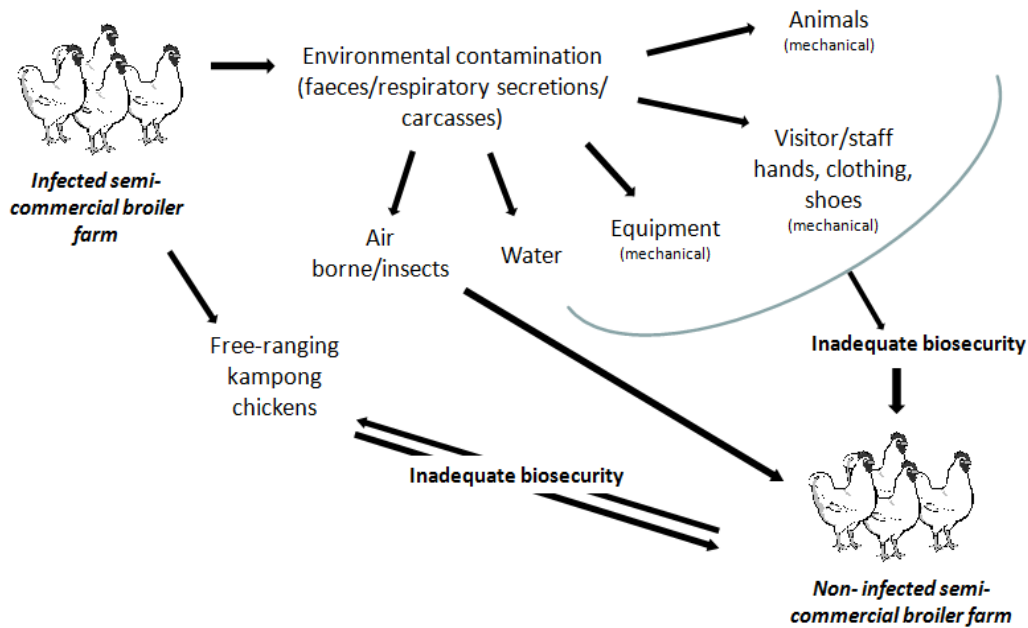 Animals
(mechanical)
Environmental contamination
(faeces/respiratory secretions/
carcasses)
Visitor/staff
hands, clothing,
shoes
(mechanical)
Infected semi-
commercial broiler
farm
Air
borne/insects
Water
Equipment
(mechanical)
Free-ranging
kampong
chickens
Inadequate biosecurity
Inadequate biosecurity
Non- infected semi-
commercial broiler farm